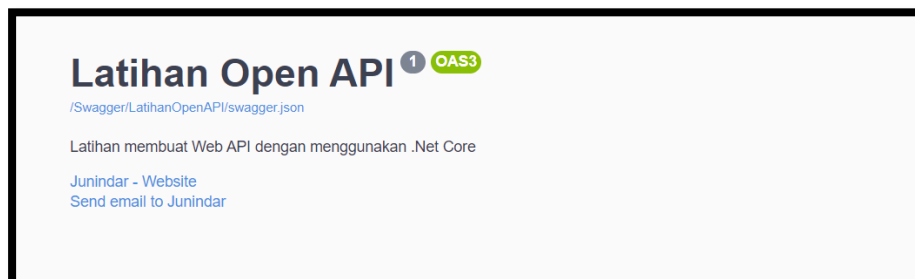 Latihan Open API 1 OAS3
/Swagger/LatihanOpenAPI/swagger.json
Latihan membuat Web API dengan menggunakan .Net Core
Junindar - Website
Send email to Junindar